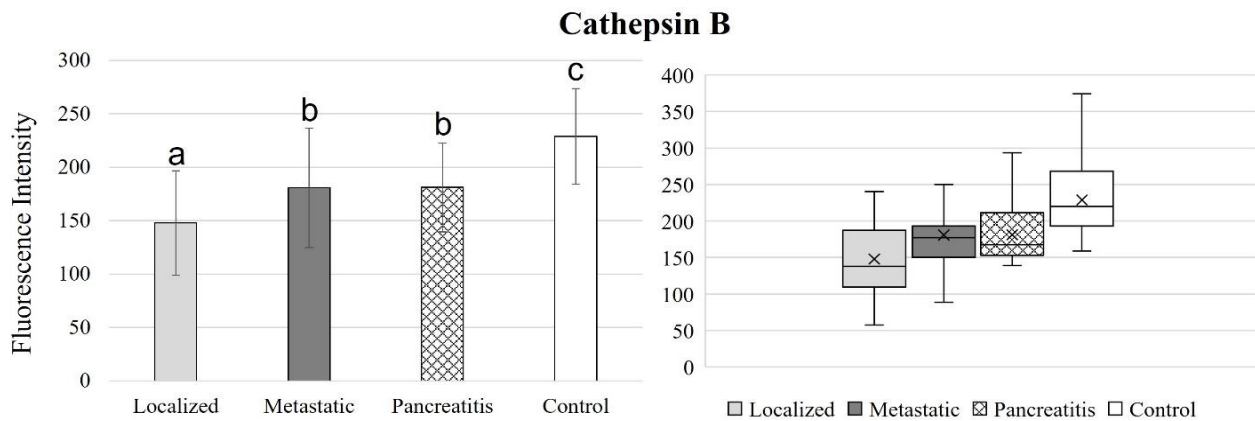 Cathepsin B
Fluorescence Intensity
300
250
200
150
100
50
0
a
b
b
c
Localized
Metastatic
Pancreatitis
Control
400
350
300
250
200
150
100
50
0
Localized Metastatic Pancreatitis Control